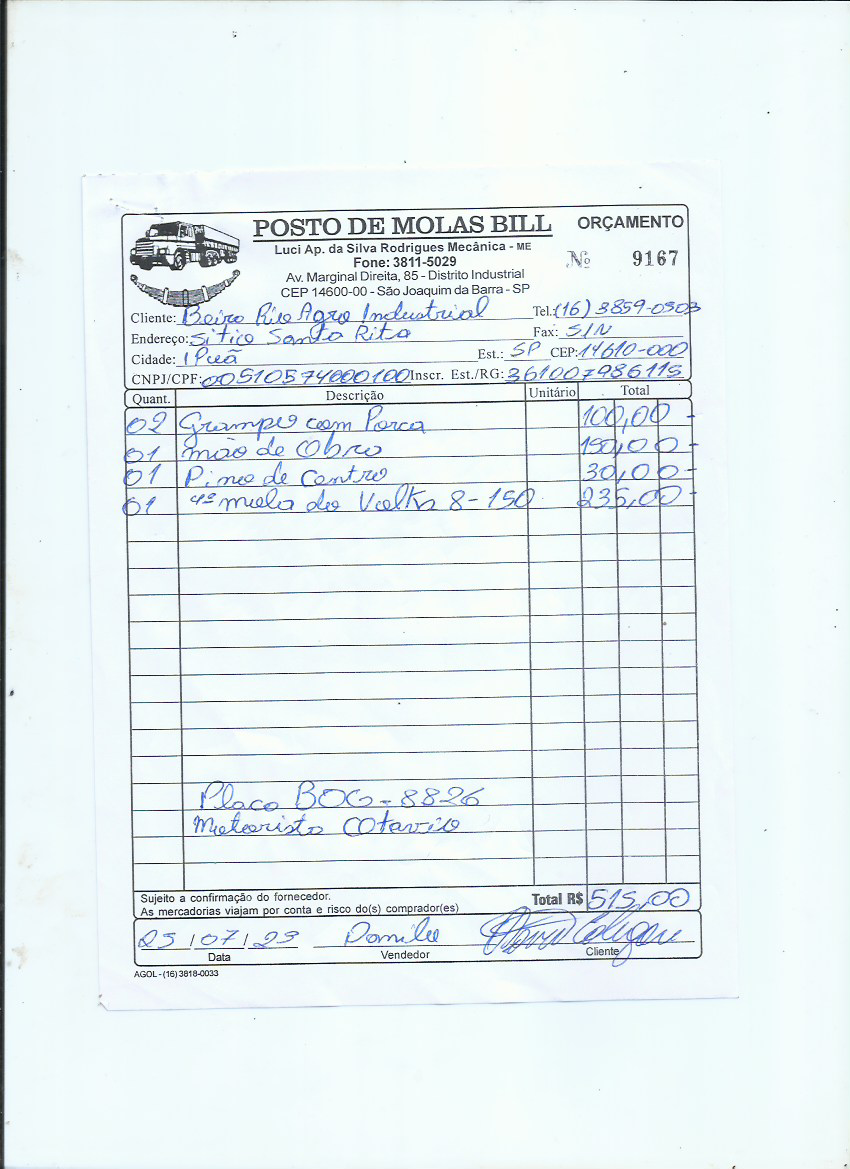 POSTO DE MOLAS BILL
ORÇAMENTO
Luci Ap. da Silva Rodrigues Mecânica - ME
Fone: 3811-5029
Nº 9167
Av. Marginal Direita, 85 - Distrito Industrial
CEP 14600-00 - São Joaquim da Barra - SP
Cliente: Beira Rio Agro Industrial Tel.(16) 3859-0303
Endereço: Sitio Santa Rita Fax: S/N
Cidade: Ipuã Est.: SP CEP: 14610-000
CNPJ/CPF: 00510574000100 Inscr. Est./RG: 361007986115
Quant. Descrição Unitário Total
02 Grampo com Porca 100,00 -
01 mão de Obra 150,00 -
01 Pino de Centro 30,00 -
01 4ª mola do Volks 8-150 235,00 -
Placa BOG-8826
Motorista Otavio
Sujeito a confirmação do fornecedor.
As mercadorias viajam por conta e risco do(s) comprador(es)
Total R$ 515,00
25/07/23 Danilo
Data Vendedor Cliente
AGOL - (16) 3818-0033